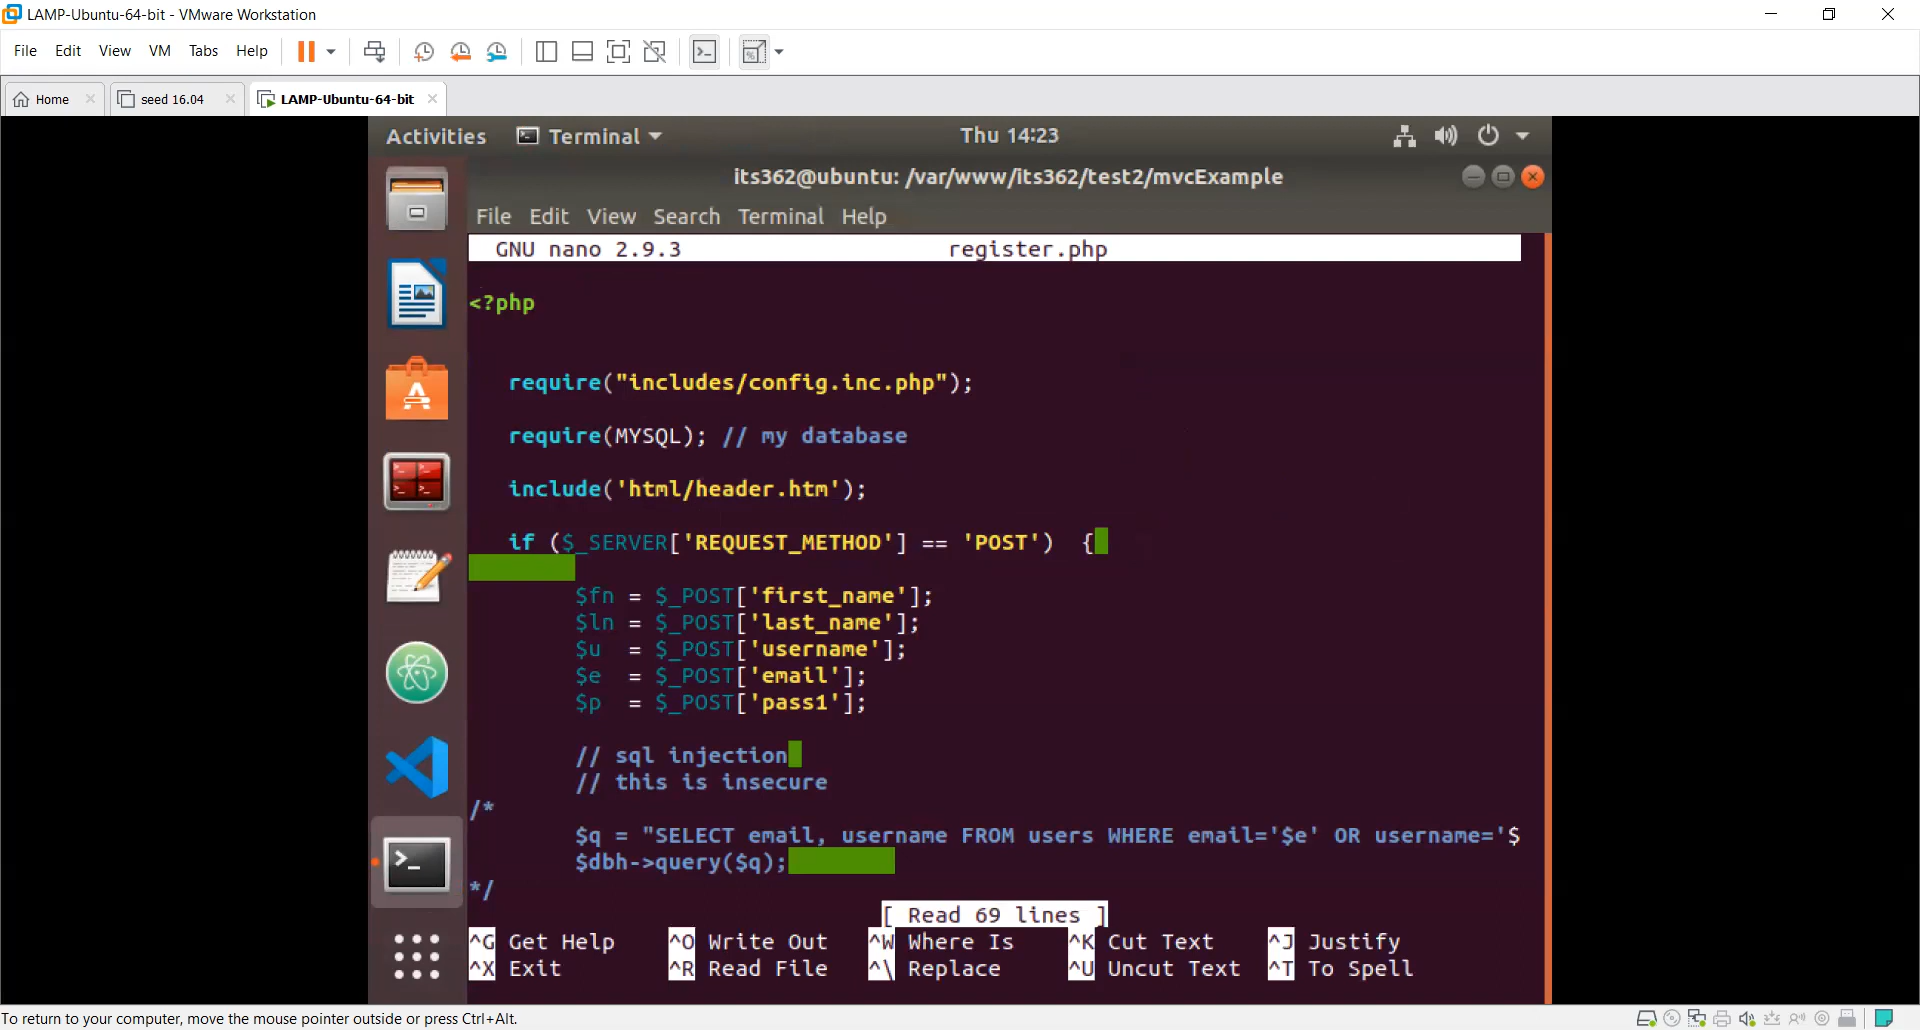 LAMP-Ubuntu-64-bit - VMware Workstation
File Edit View VM Tabs Help
Home seed 16.04 LAMP-Ubuntu-64-bit
Activities Terminal Thu 14:23
its362@ubuntu: /var/www/its362/test2/mvcExample
File Edit View Search Terminal Help
GNU nano 2.9.3 register.php
<?php
require("includes/config.inc.php");
require(MYSQL); // my database
include('html/header.htm');
if ($_SERVER['REQUEST_METHOD'] == 'POST')  {
$fn = $_POST['first_name'];
$ln = $_POST['last_name'];
$u  = $_POST['username'];
$e  = $_POST['email'];
$p  = $_POST['pass1'];
// sql injection
// this is insecure
/*
$q = "SELECT email, username FROM users WHERE email='$e' OR username='$
$dbh->query($q);
*/
[ Read 69 lines ]
^G Get Help ^O Write Out ^W Where Is ^K Cut Text ^J Justify
^X Exit ^R Read File ^\ Replace ^U Uncut Text ^T To Spell
To return to your computer, move the mouse pointer outside or press Ctrl+Alt.